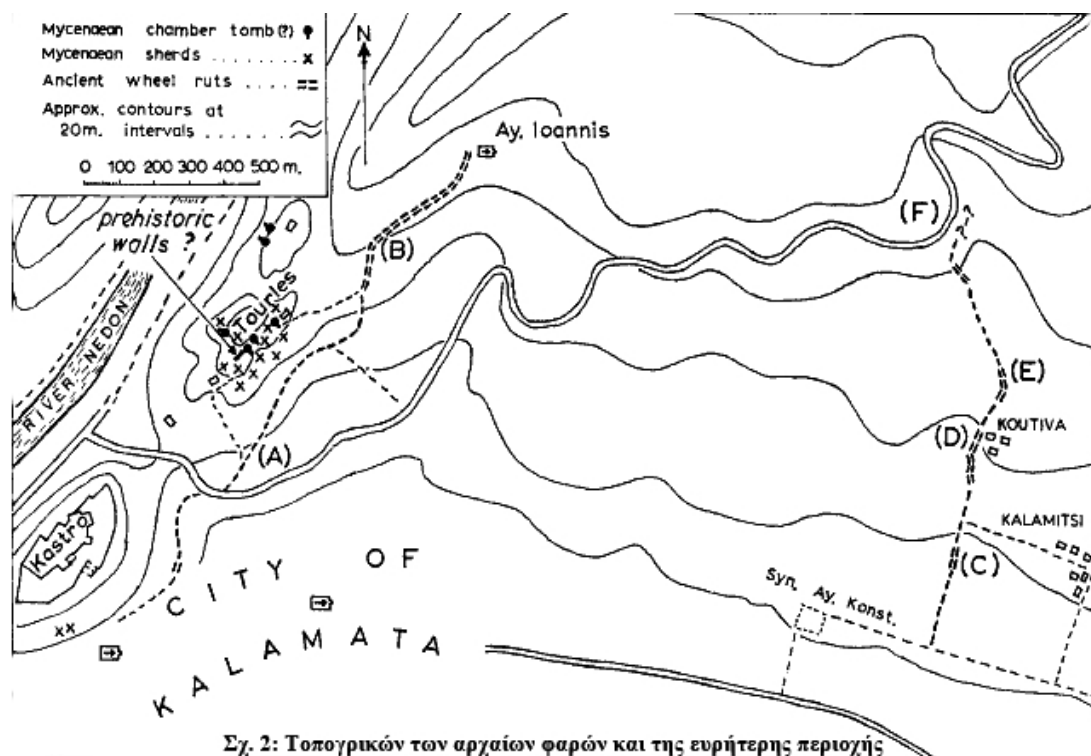 Mycenaean chamber tomb(?)
Mycenaean sherds . . . . . . . . x
Ancient wheel ruts . . . . ==
Approx. contours at
20m. intervals . . . . . .
0 100 200 300 400 500 m.
N
Ay. Ioannis
prehistoric
walls ?
(B)
(F)
Tourles
RIVER NEDON
(E)
(A)
(D)
KOUTIVA
KALAMITSI
Kastro
(C)
CITY OF
KALAMATA
Syn. Ay. Konst.
xx
Σχ. 2: Τοπογρικών των αρχαίων φαρών και της ευρήτερης περιοχής